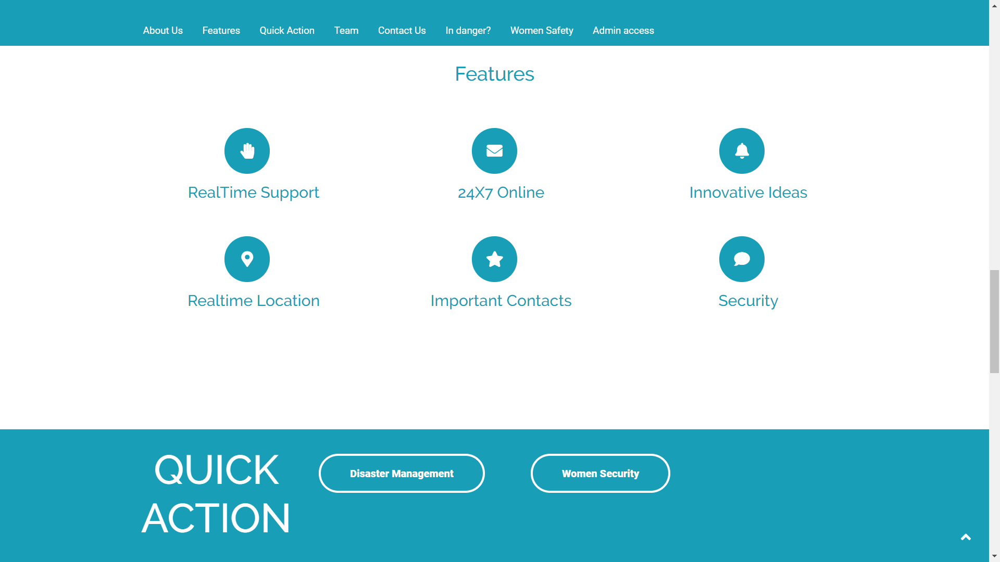 About Us Features Quick Action Team Contact Us In danger? Women Safety Admin access
Features
RealTime Support 24X7 Online Innovative Ideas
Realtime Location Important Contacts Security
QUICK
ACTION
Disaster Management Women Security